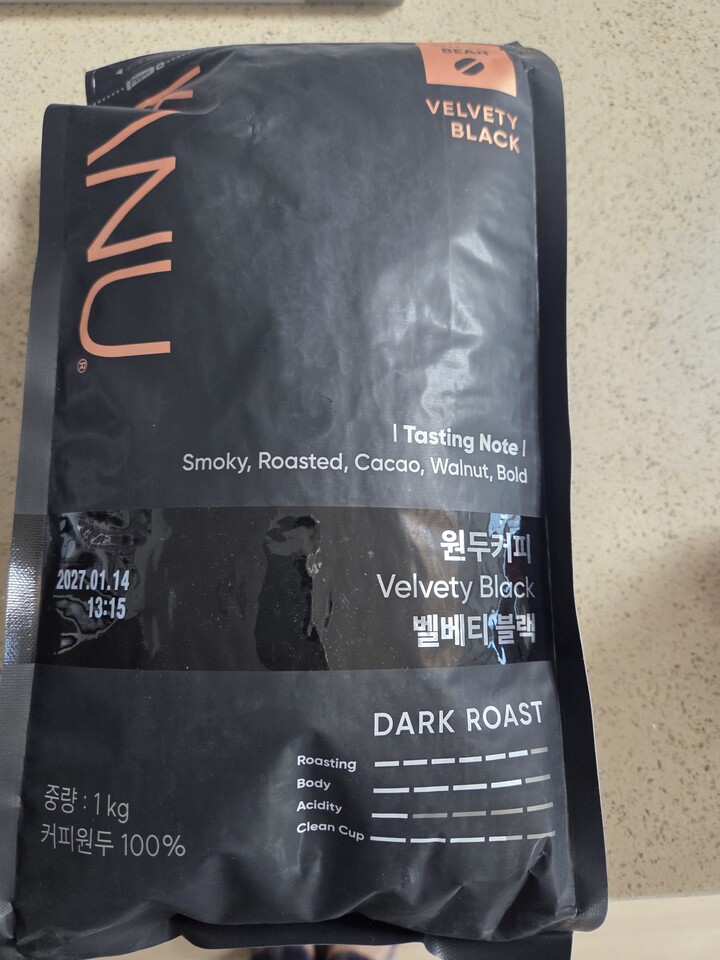 KANU®
BEAN
VELVETY
BLACK
| Tasting Note |
Smoky, Roasted, Cacao, Walnut, Bold
원두커피
Velvety Black
벨베티 블랙
2027.01.14
13:15
DARK ROAST
Roasting
Body
Acidity
Clean Cup
중량 : 1 kg
커피원두 100%